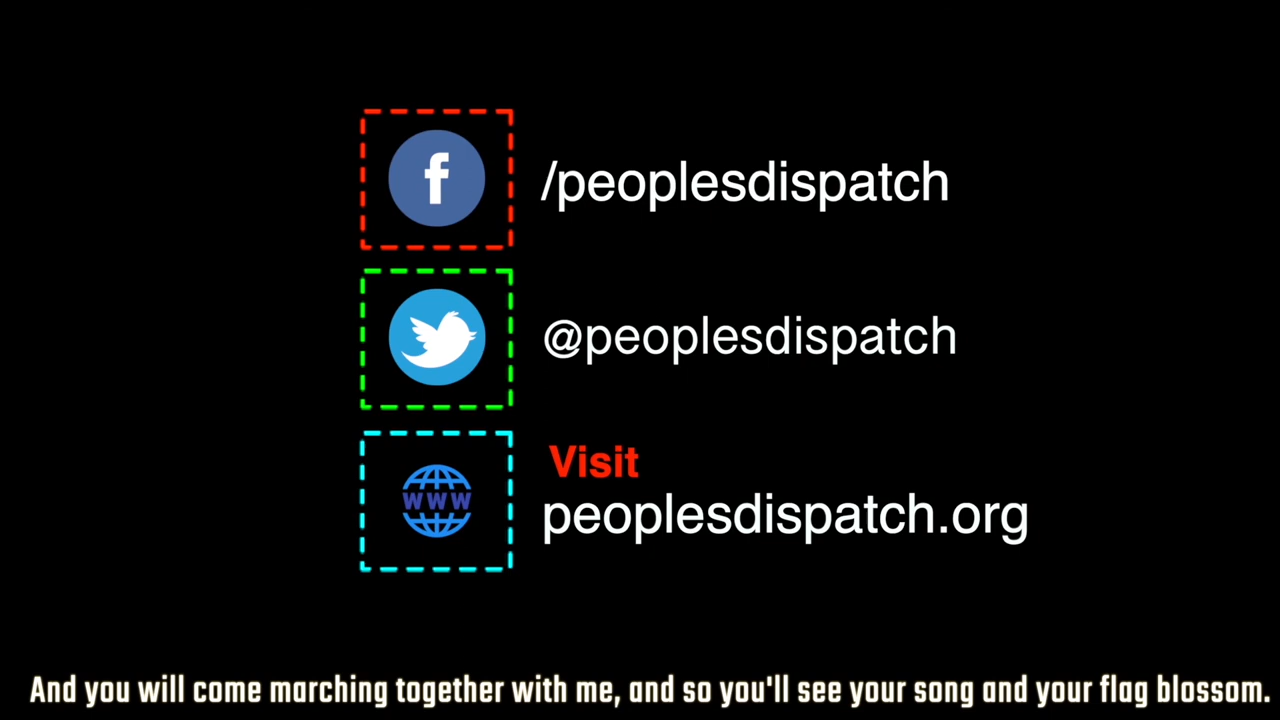 f
/peoplesdispatch
@peoplesdispatch
Visit
WWW
peoplesdispatch.org
And you will come marching together with me, and so you'll see your song and your flag blossom.